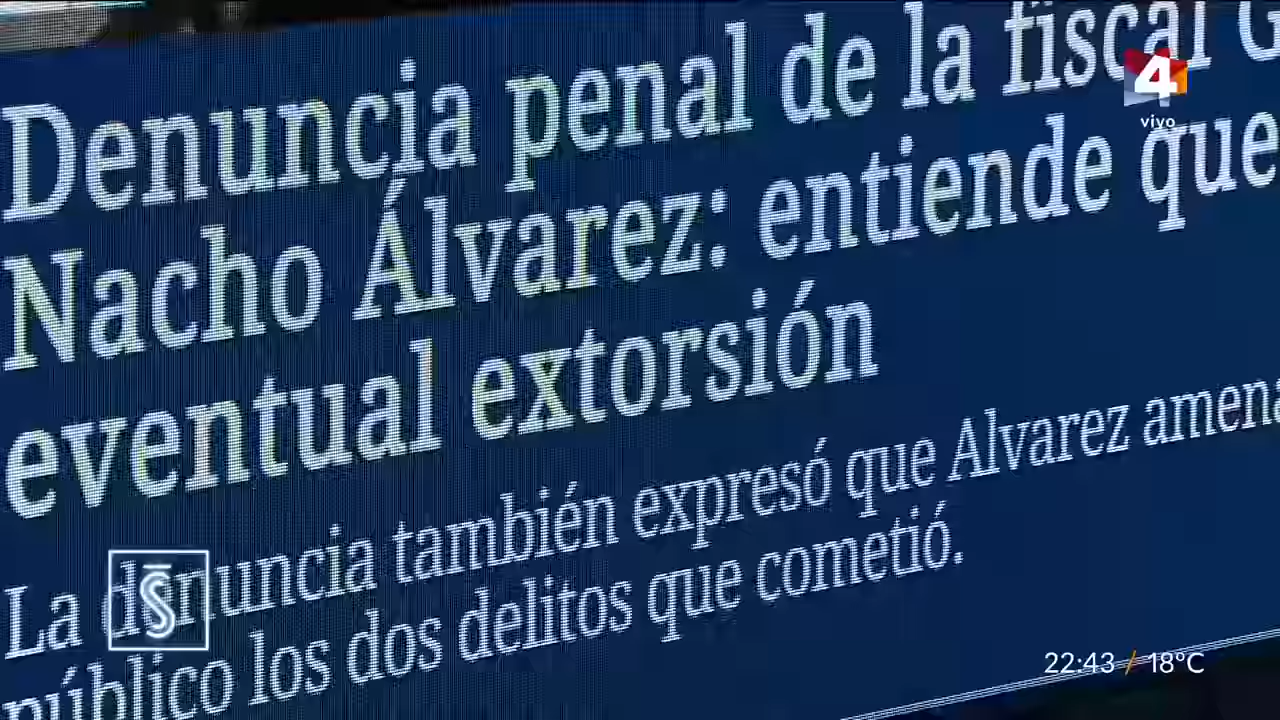 Denuncia penal de la fiscal G
Nacho Álvarez: entiende que
eventual extorsión
La denuncia también expresó que Alvarez amena
público los dos delitos que cometió.
4
vivo
S
22:43 / 18°C